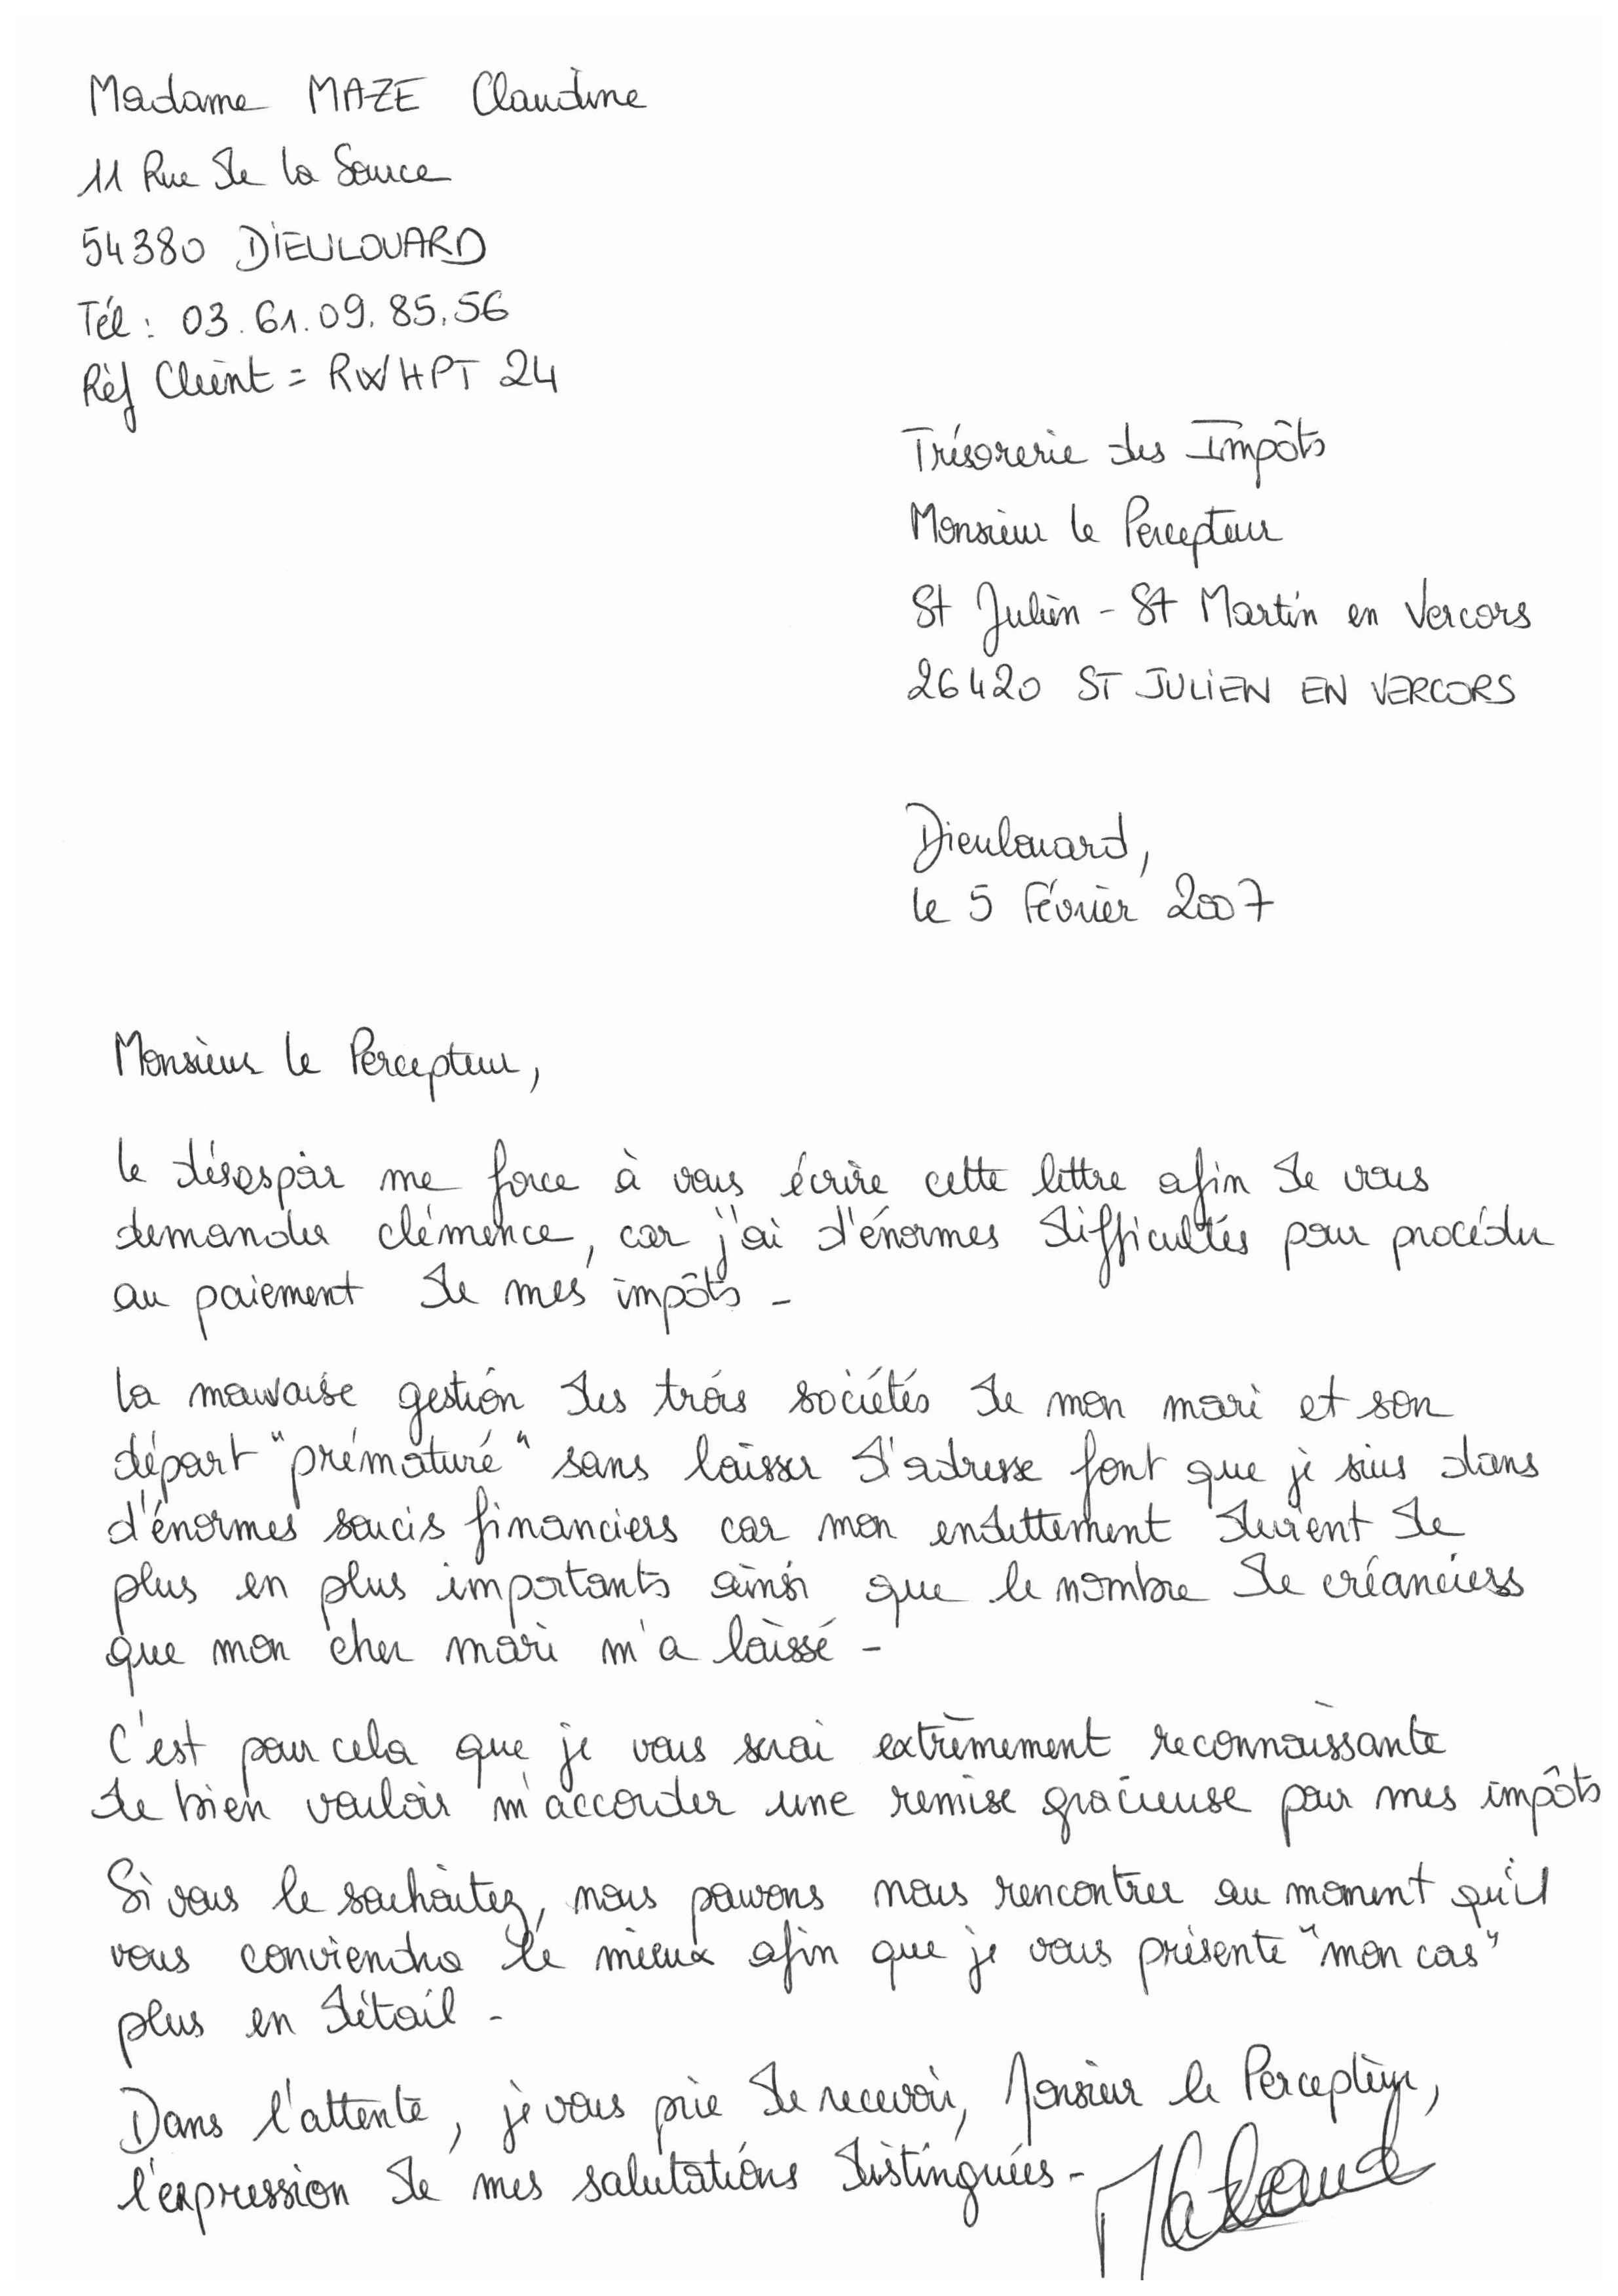 Madame MAZE Claudine
11 Rue de la Source
54380 DIEULOUARD
Tél : 03.61.09.85.56
Réf Client = RWHPT 24
Trésorerie des Impôts
Monsieur le Percepteur
St Julien - St Martin en Vercors
26420 ST JULIEN EN VERCORS
Dieulouard,
le 5 Février 2007
Monsieur le Percepteur,
le désespoir me force à vous écrire cette lettre afin de vous
demander clémence, car j'ai d'énormes difficultés pour procéder
au paiement de mes impôts -
la mauvaise gestion des trois sociétés de mon mari et son
départ "prématuré" sans laisser d'adresse font que je suis dans
d'énormes soucis financiers car mon endettement devient de
plus en plus importants ainsi que le nombre de créanciers
que mon cher mari m'a laissé -
C'est pour cela que je vous serai extrêmement reconnaissante
de bien vouloir m'accorder une remise gracieuse pour mes impôts
Si vous le souhaitez, nous pouvons nous rencontrer au moment qu'il
vous conviendra le mieux afin que je vous présente "mon cas"
plus en détail -
Dans l'attente, je vous prie de recevoir, Monsieur le Percepteur,
l'expression de mes salutations distinguées -